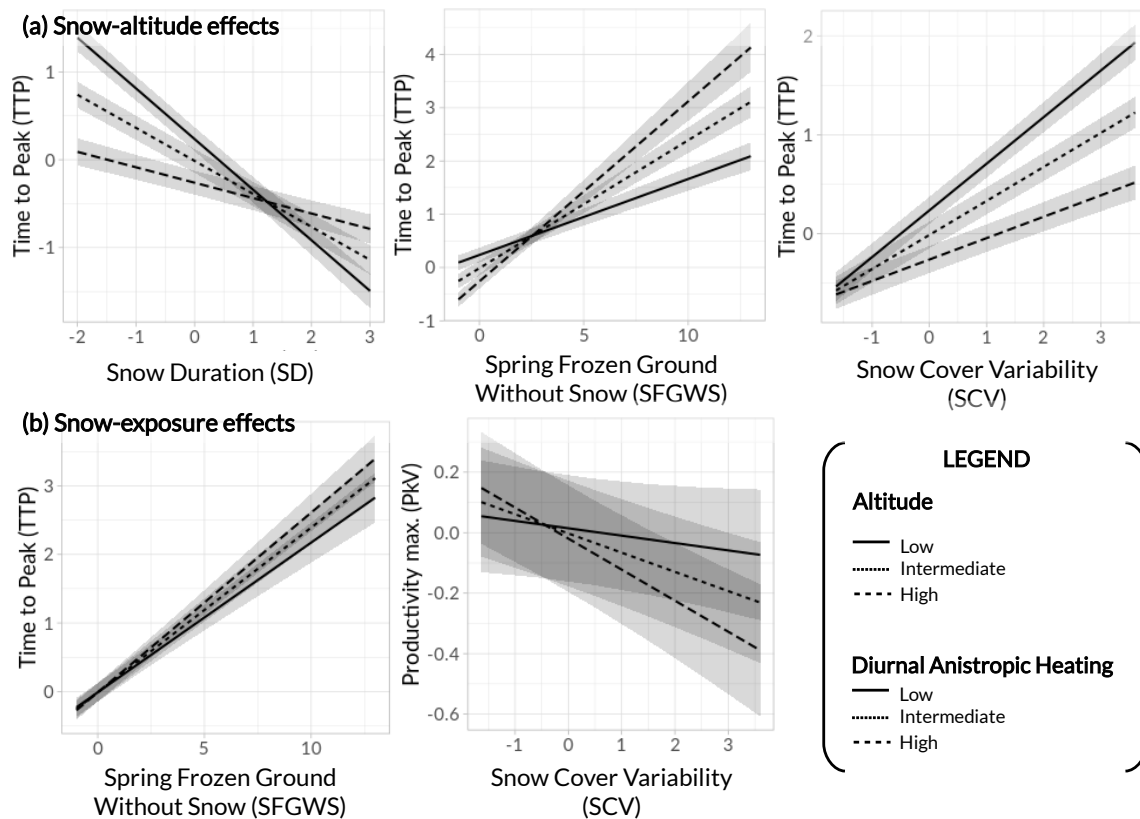 (a) Snow-altitude effects
Time to Peak (TTP)
1
0
-1
-2 -1 0 1 2 3
Snow Duration (SD)
Time to Peak (TTP)
4
3
2
1
0
-1
0 5 10
Spring Frozen Ground
Without Snow (SFGWS)
Time to Peak (TTP)
2
1
0
-1 0 1 2 3
Snow Cover Variability
(SCV)
(b) Snow-exposure effects
Time to Peak (TTP)
3
2
1
0
0 5 10
Spring Frozen Ground
Without Snow (SFGWS)
Productivity max. (PkV)
0.2
0.0
-0.2
-0.4
-0.6
-1 0 1 2 3
Snow Cover Variability
(SCV)
LEGEND
Altitude
Low
Intermediate
High
Diurnal Anistropic Heating
Low
Intermediate
High